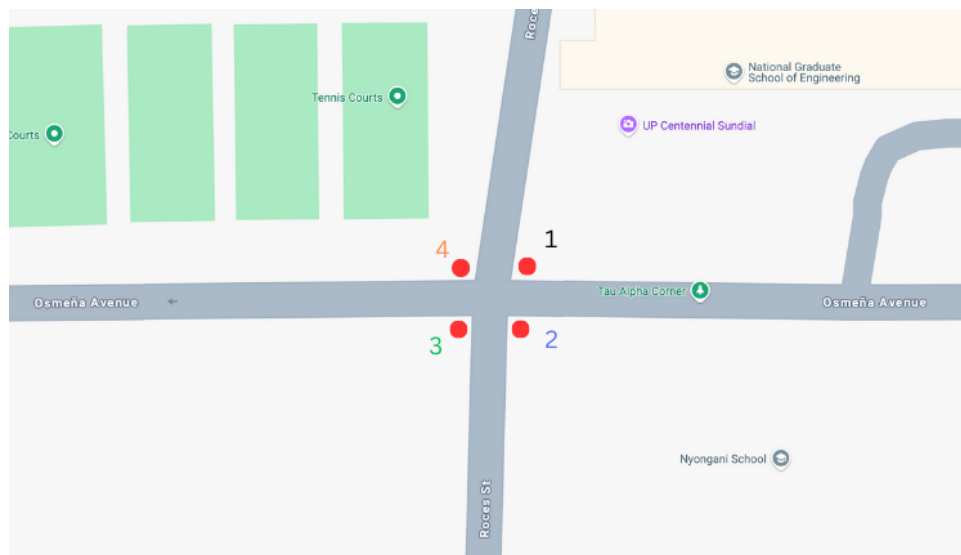 Roce
National Graduate
School of Engineering
Tennis Courts
UP Centennial Sundial
Courts
4
1
Tau Alpha Corner
Osmeña Avenue
←
Osmeña Avenue
3
2
Nyongani School
Roces St